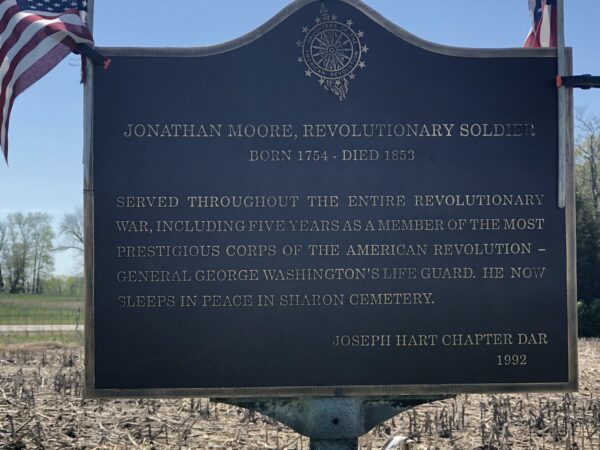 JONATHAN MOORE, REVOLUTIONARY SOLDIER
BORN 1754 - DIED 1853
SERVED THROUGHOUT THE ENTIRE REVOLUTIONARY
WAR, INCLUDING FIVE YEARS AS A MEMBER OF THE MOST
PRESTIGIOUS CORPS OF THE AMERICAN REVOLUTION –
GENERAL GEORGE WASHINGTON'S LIFE GUARD. HE NOW
SLEEPS IN PEACE IN SHARON CEMETERY.
JOSEPH HART CHAPTER DAR
1992